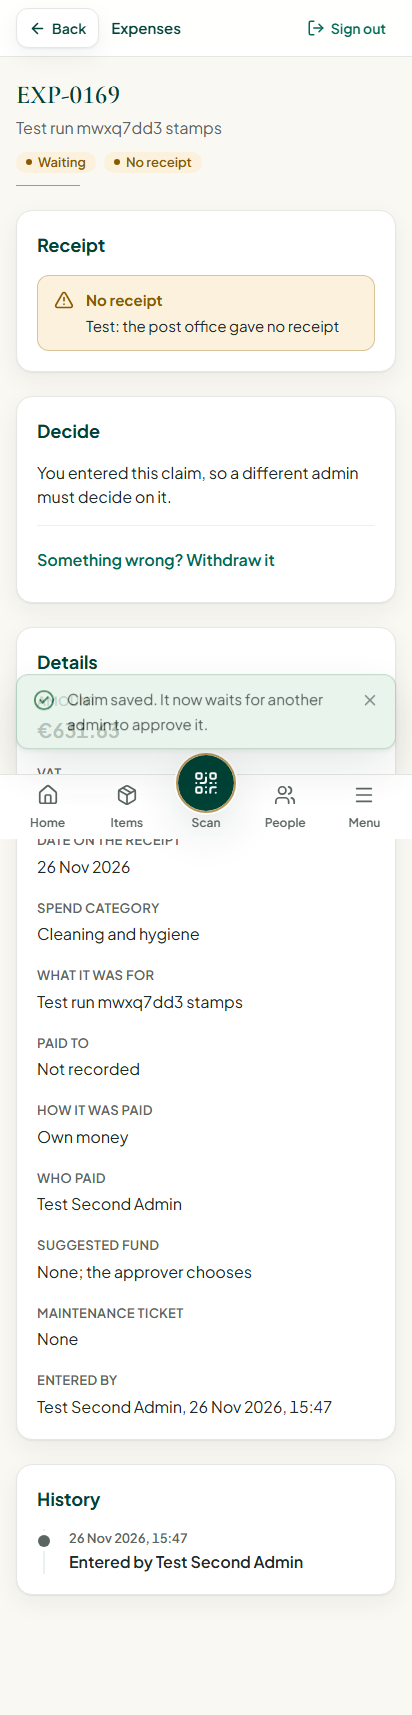 Back
Expenses
Sign out
EXP-0169
Test run mwxq7dd3 stamps
Waiting
No receipt
Receipt
No receipt
Test: the post office gave no receipt
Decide
You entered this claim, so a different admin
must decide on it.
Something wrong? Withdraw it
Details
Claim saved. It now waits for another
admin to approve it.
VAT
Home
Items
Scan
People
Menu
DATE ON THE RECEIPT
26 Nov 2026
SPEND CATEGORY
Cleaning and hygiene
WHAT IT WAS FOR
Test run mwxq7dd3 stamps
PAID TO
Not recorded
HOW IT WAS PAID
Own money
WHO PAID
Test Second Admin
SUGGESTED FUND
None; the approver chooses
MAINTENANCE TICKET
None
ENTERED BY
Test Second Admin, 26 Nov 2026, 15:47
History
26 Nov 2026, 15:47
Entered by Test Second Admin